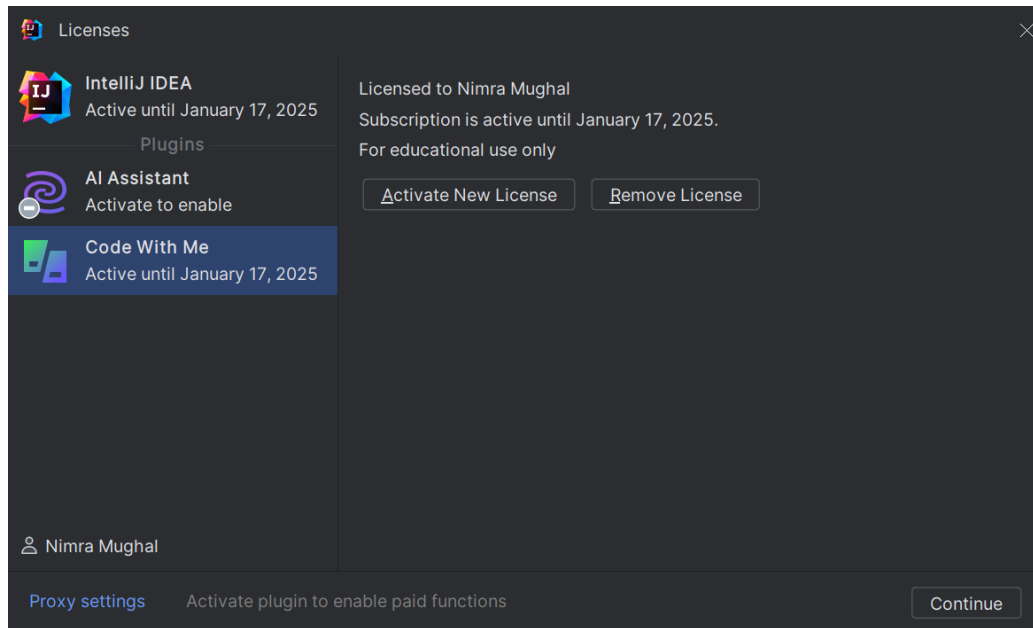 Licenses
IJ
IntelliJ IDEA
Active until January 17, 2025
Plugins
AI Assistant
Activate to enable
Code With Me
Active until January 17, 2025
Nimra Mughal
Licensed to Nimra Mughal
Subscription is active until January 17, 2025.
For educational use only
Activate New License
Remove License
Proxy settings
Activate plugin to enable paid functions
Continue